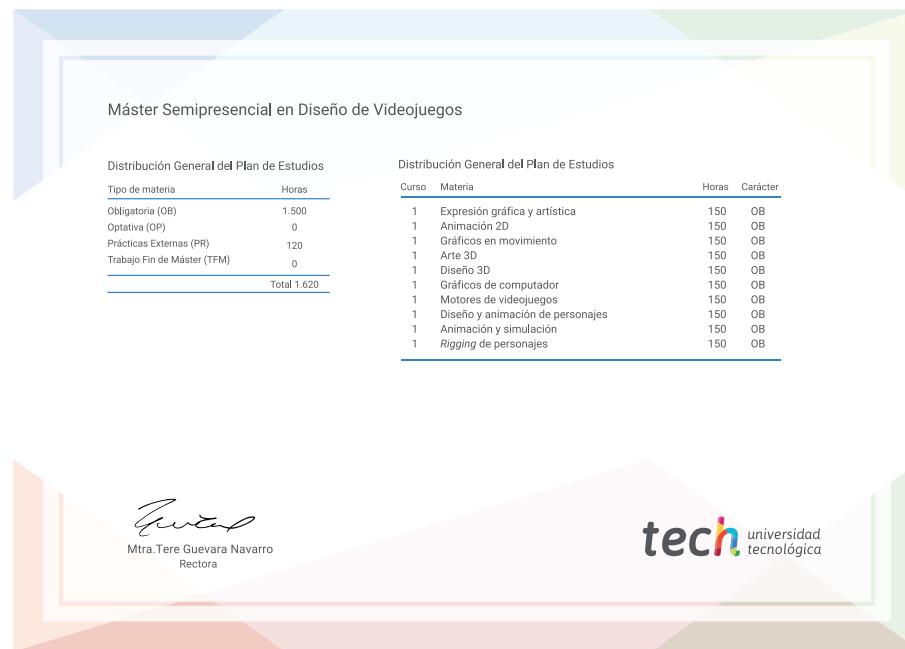 Máster Semipresencial en Diseño de Videojuegos
Distribución General del Plan de Estudios
Tipo de materia Horas
Obligatoria (OB) 1.500
Optativa (OP) 0
Prácticas Externas (PR) 120
Trabajo Fin de Máster (TFM) 0
Total 1.620
Distribución General del Plan de Estudios
Curso Materia Horas Carácter
1 Expresión gráfica y artística 150 OB
1 Animación 2D 150 OB
1 Gráficos en movimiento 150 OB
1 Arte 3D 150 OB
1 Diseño 3D 150 OB
1 Gráficos de computador 150 OB
1 Motores de videojuegos 150 OB
1 Diseño y animación de personajes 150 OB
1 Animación y simulación 150 OB
1 Rigging de personajes 150 OB
Mtra.Tere Guevara Navarro
Rectora
tech universidad
tecnológica